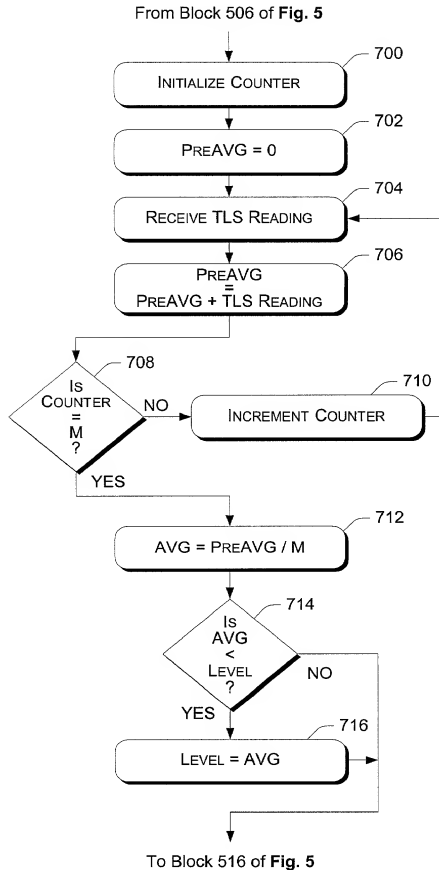 From Block 506 of Fig. 5
700
INITIALIZE COUNTER
702
PREAVG = 0
704
RECEIVE TLS READING
706
PREAVG
=
PREAVG + TLS READING
708
IS
COUNTER
=
M
?
NO
YES
710
INCREMENT COUNTER
712
AVG = PREAVG / M
714
IS
AVG
<
LEVEL
?
NO
YES
716
LEVEL = AVG
To Block 516 of Fig. 5